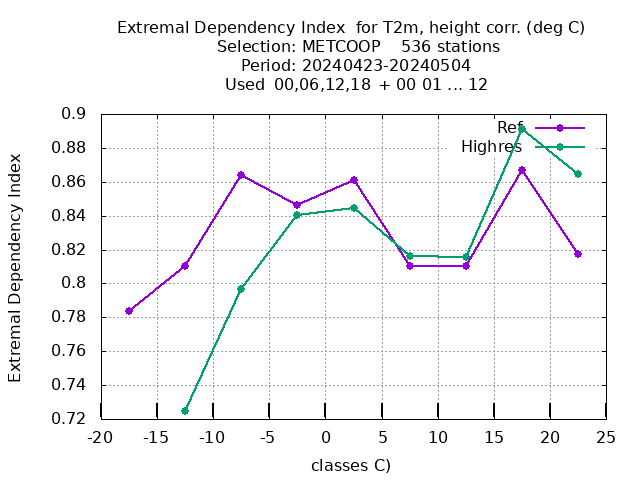 Extremal Dependency Index  for T2m, height corr. (deg C)
Selection: METCOOP    536 stations
Period: 20240423-20240504
Used  00,06,12,18 + 00 01 ... 12
Extremal Dependency Index
0.9
0.88
0.86
0.84
0.82
0.8
0.78
0.76
0.74
0.72
Ref
Highres
-20 -15 -10 -5 0 5 10 15 20 25
classes C)